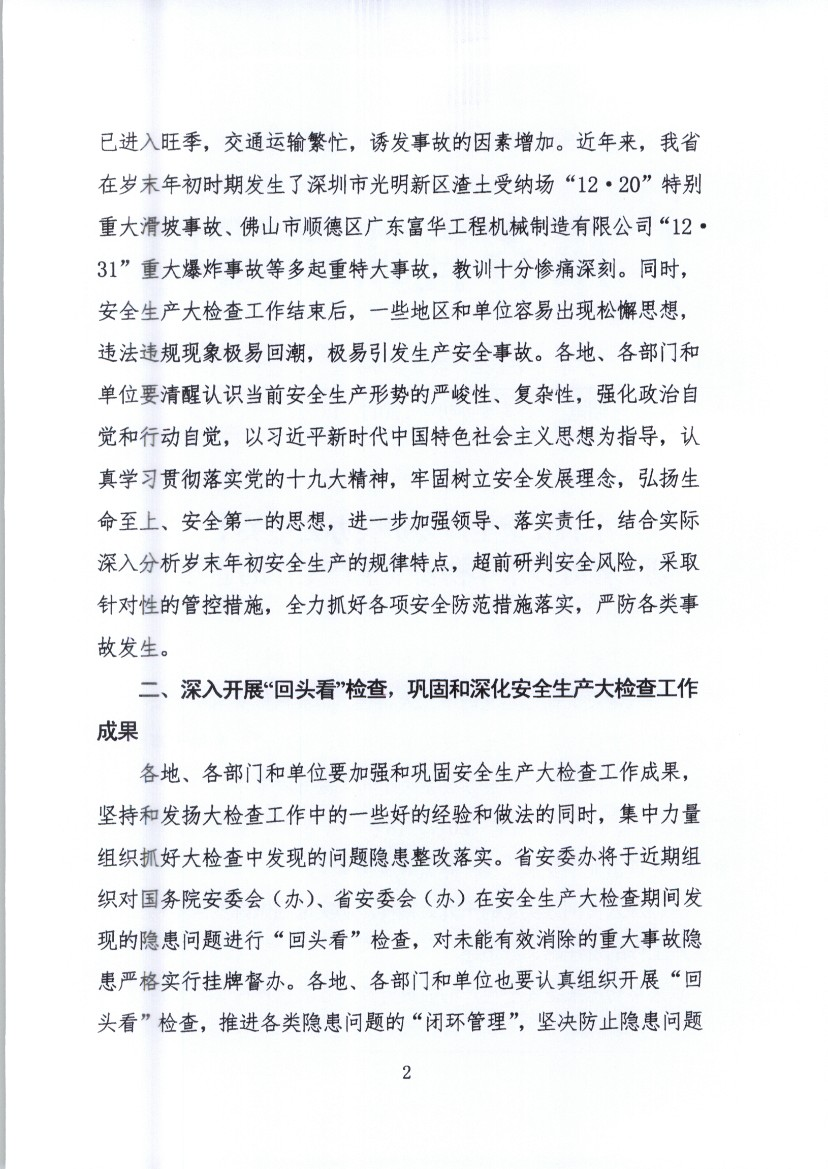 已进入旺季，交通运输繁忙，诱发事故的因素增加。近年来，我省
在岁末年初时期发生了深圳市光明新区渣土受纳场“12·20”特别
重大滑坡事故、佛山市顺德区广东富华工程机械制造有限公司“12·
31”重大爆炸事故等多起重特大事故，教训十分惨痛深刻。同时，
安全生产大检查工作结束后，一些地区和单位容易出现松懈思想，
违法违规现象极易回潮，极易引发生产安全事故。各地、各部门和
单位要清醒认识当前安全生产形势的严峻性、复杂性，强化政治自
觉和行动自觉，以习近平新时代中国特色社会主义思想为指导，认
真学习贯彻落实党的十九大精神，牢固树立安全发展理念，弘扬生
命至上、安全第一的思想，进一步加强领导、落实责任，结合实际
深入分析岁末年初安全生产的规律特点，超前研判安全风险，采取
针对性的管控措施，全力抓好各项安全防范措施落实，严防各类事
故发生。
二、深入开展“回头看”检查，巩固和深化安全生产大检查工作
成果
各地、各部门和单位要加强和巩固安全生产大检查工作成果，
坚持和发扬大检查工作中的一些好的经验和做法的同时，集中力量
组织抓好大检查中发现的问题隐患整改落实。省安委办将于近期组
织对国务院安委会（办）、省安委会（办）在安全生产大检查期间发
现的隐患问题进行“回头看”检查，对未能有效消除的重大事故隐
患严格实行挂牌督办。各地、各部门和单位也要认真组织开展“回
头看”检查，推进各类隐患问题的“闭环管理”，坚决防止隐患问题
2